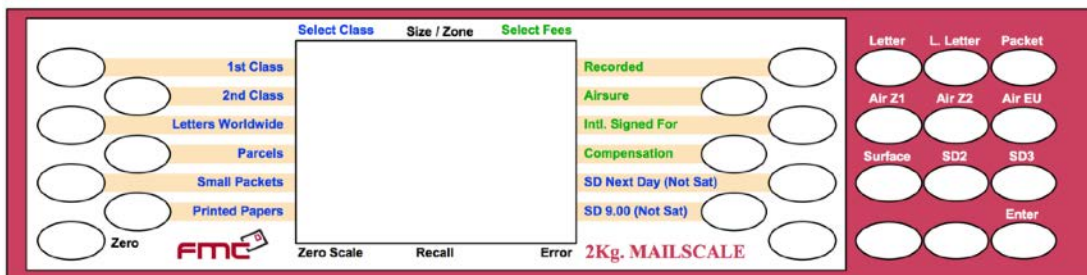 Select Class Size / Zone Select Fees
1st Class
2nd Class
Letters Worldwide
Parcels
Small Packets
Printed Papers
Zero
FMC
Zero Scale Recall Error
Recorded
Airsure
Intl. Signed For
Compensation
SD Next Day (Not Sat)
SD 9.00 (Not Sat)
2Kg. MAILSCALE
Letter L. Letter Packet
Air Z1 Air Z2 Air EU
Surface SD2 SD3
Enter